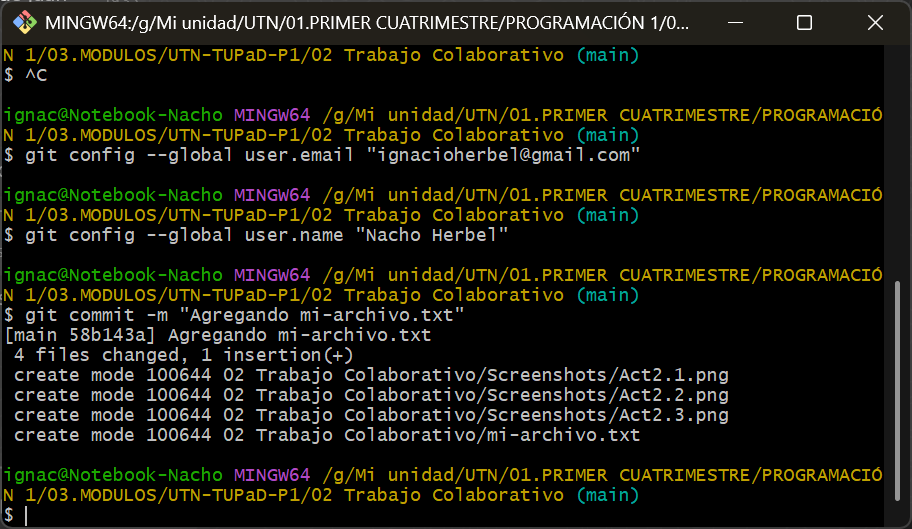 MINGW64:/g/Mi unidad/UTN/01.PRIMER CUATRIMESTRE/PROGRAMACIÓN 1/0...
N 1/03.MODULOS/UTN-TUPaD-P1/02 Trabajo Colaborativo (main)
$ ^C
ignac@Notebook-Nacho MINGW64 /g/Mi unidad/UTN/01.PRIMER CUATRIMESTRE/PROGRAMACIÓ
N 1/03.MODULOS/UTN-TUPaD-P1/02 Trabajo Colaborativo (main)
$ git config --global user.email "ignacioherbel@gmail.com"
ignac@Notebook-Nacho MINGW64 /g/Mi unidad/UTN/01.PRIMER CUATRIMESTRE/PROGRAMACIÓ
N 1/03.MODULOS/UTN-TUPaD-P1/02 Trabajo Colaborativo (main)
$ git config --global user.name "Nacho Herbel"
ignac@Notebook-Nacho MINGW64 /g/Mi unidad/UTN/01.PRIMER CUATRIMESTRE/PROGRAMACIÓ
N 1/03.MODULOS/UTN-TUPaD-P1/02 Trabajo Colaborativo (main)
$ git commit -m "Agregando mi-archivo.txt"
[main 58b143a] Agregando mi-archivo.txt
 4 files changed, 1 insertion(+)
 create mode 100644 02 Trabajo Colaborativo/Screenshots/Act2.1.png
 create mode 100644 02 Trabajo Colaborativo/Screenshots/Act2.2.png
 create mode 100644 02 Trabajo Colaborativo/Screenshots/Act2.3.png
 create mode 100644 02 Trabajo Colaborativo/mi-archivo.txt
ignac@Notebook-Nacho MINGW64 /g/Mi unidad/UTN/01.PRIMER CUATRIMESTRE/PROGRAMACIÓ
N 1/03.MODULOS/UTN-TUPaD-P1/02 Trabajo Colaborativo (main)
$